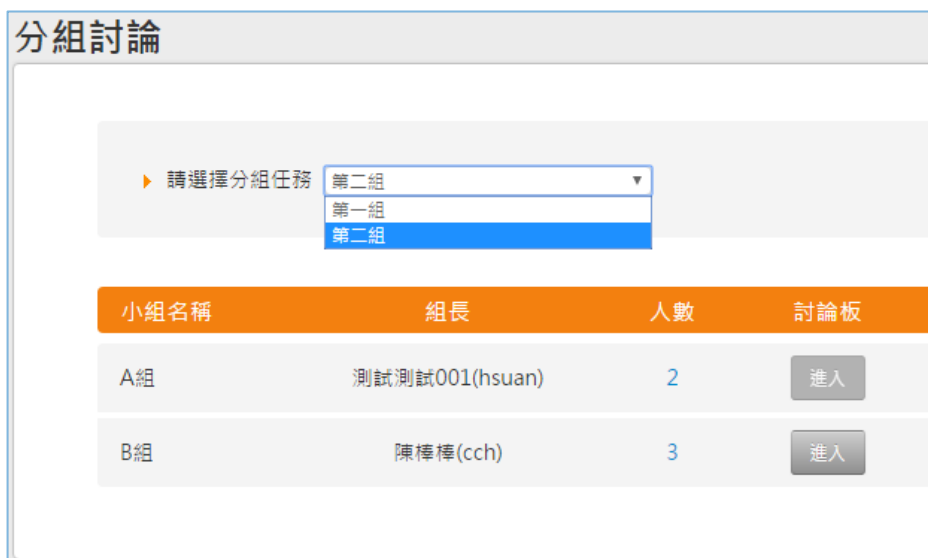 分組討論
請選擇分組任務 第二組
第一組
第二組
小組名稱 組長 人數 討論板
A組 測試測試001(hsuan) 2 進入
B組 陳棒棒(cch) 3 進入